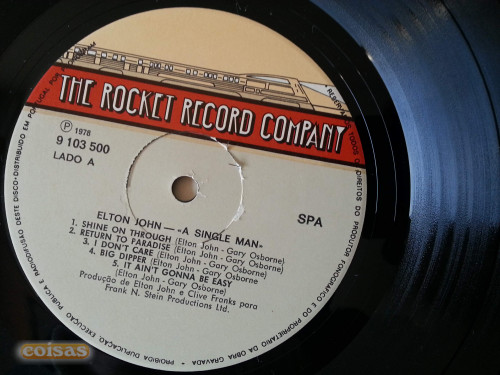 THE ROCKET RECORD COMPANY
Ⓟ 1978
9 103 500
LADO A
SPA
ELTON JOHN — «A SINGLE MAN»
1. SHINE ON THROUGH (Elton John - Gary Osborne)
2. RETURN TO PARADISE (Elton John - Gary Osborne)
3. I DON'T CARE (Elton John - Gary Osborne)
4. BIG DIPPER (Elton John - Gary Osborne)
5. IT AIN'T GONNA BE EASY
(Elton John - Gary Osborne)
Produção de Elton John e Clive Franks para
Frank N. Stein Productions Ltd.
TODOS OS DIREITOS DO PRODUTOR FONOGRÁFICO E DO PROPRIETÁRIO DA OBRA GRAVADA - PROIBIDA DUPLICAÇÃO EXECUÇÃO PÚBLICA E RADIODIFUSÃO DESTE DISCO-DISTRIBUIDO EM PORTUGAL POR
coisas